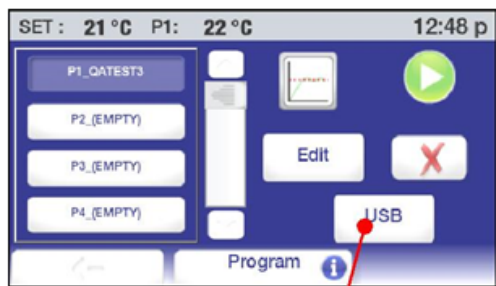 SET : 21 °C P1: 22 °C 12:48 p
P1_QATEST3
P2_(EMPTY)
P3_(EMPTY)
Edit
P4_(EMPTY)
USB
Program i